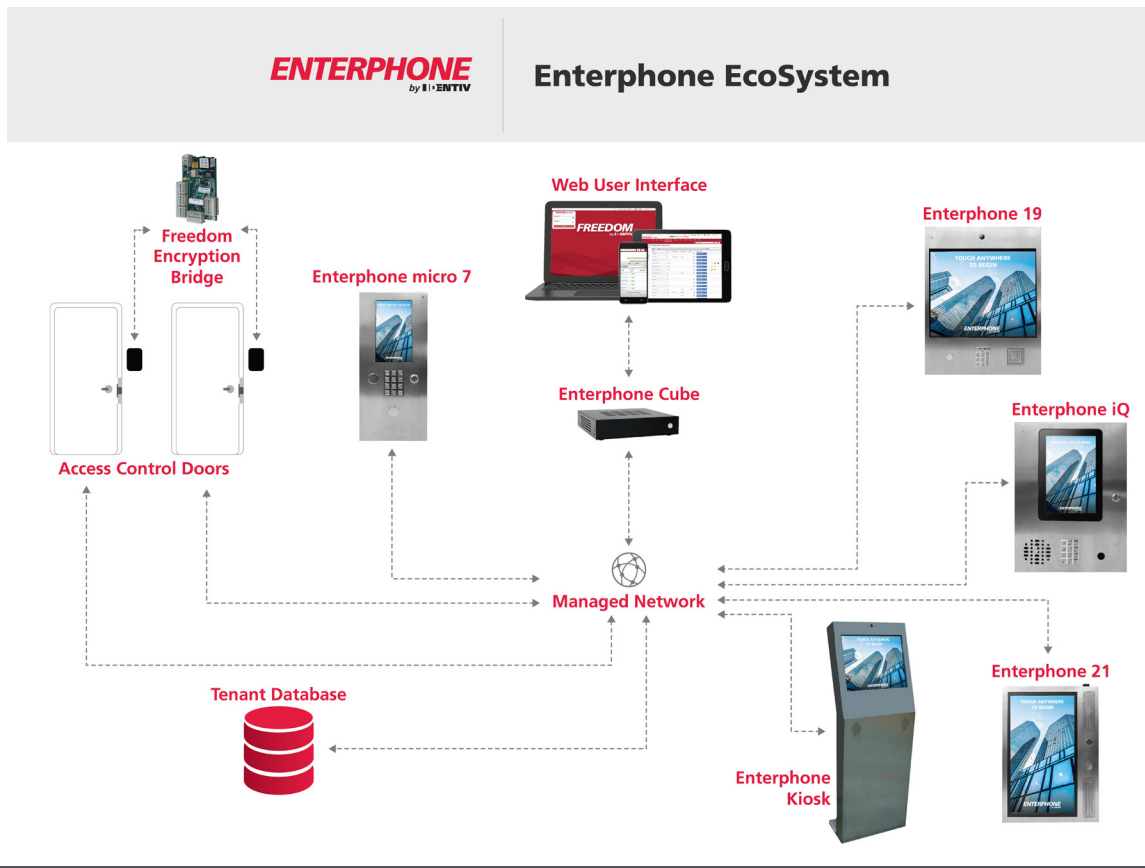 ENTERPHONE
by IDENTIV
Enterphone EcoSystem
Freedom
Encryption
Bridge
Enterphone micro 7
Web User Interface
FREEDOM
by IDENTIV
Enterphone 19
TOUCH ANYWHERE
TO BEGIN
ENTERPHONE
Enterphone Cube
Enterphone iQ
ENTERPHONE
Access Control Doors
Managed Network
Tenant Database
Enterphone
Kiosk
TOUCH ANYWHERE
TO BEGIN
Enterphone 21
TOUCH ANYWHERE
TO BEGIN
ENTERPHONE